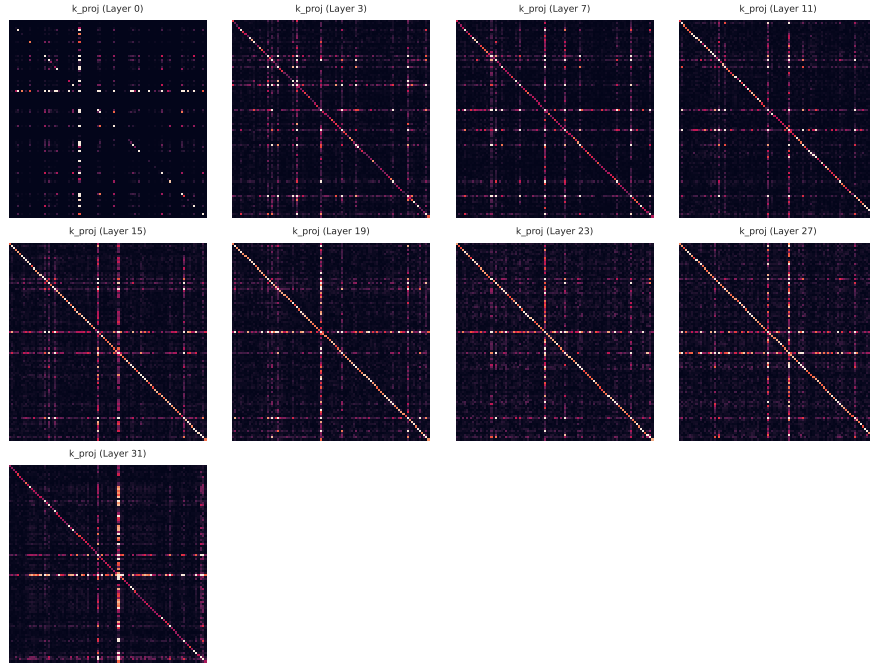 k_proj (Layer 0)
k_proj (Layer 3)
k_proj (Layer 7)
k_proj (Layer 11)
k_proj (Layer 15)
k_proj (Layer 19)
k_proj (Layer 23)
k_proj (Layer 27)
k_proj (Layer 31)